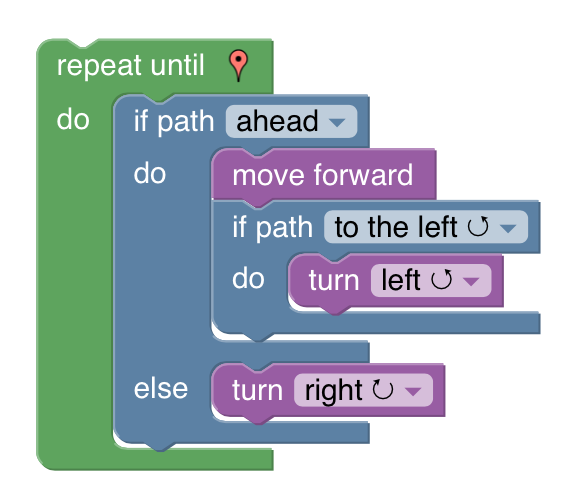 repeat until
do if path ahead
do move forward
if path to the left
do turn left
else turn right